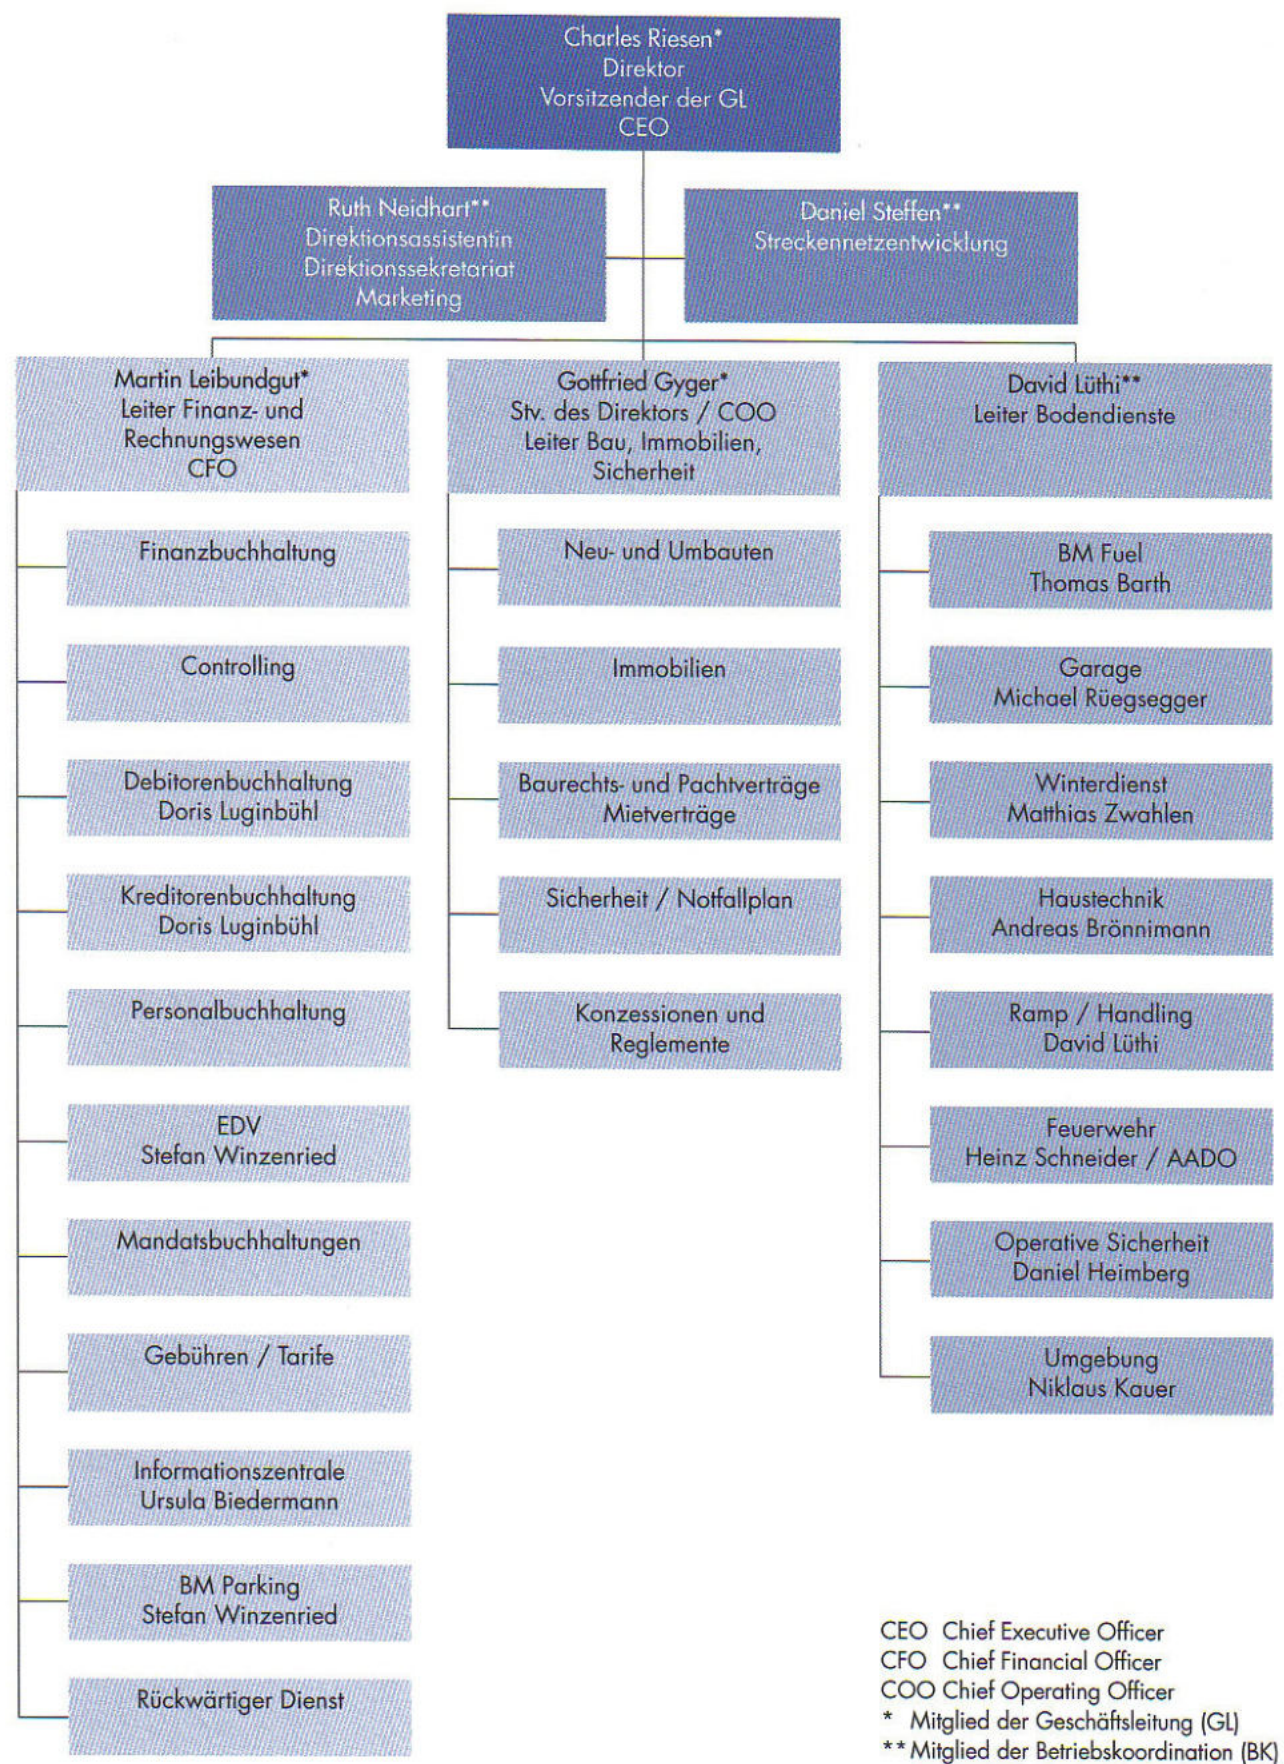 Charles Riesen*
Direktor
Vorsitzender der GL
CEO
Ruth Neidhart**
Direktionsassistentin
Direktionssekretariat
Marketing
Daniel Steffen**
Streckennetzentwicklung
Martin Leibundgut*
Leiter Finanz- und
Rechnungswesen
CFO
Finanzbuchhaltung
Controlling
Debitorenbuchhaltung
Doris Luginbühl
Kreditorenbuchhaltung
Doris Luginbühl
Personalbuchhaltung
EDV
Stefan Winzenried
Mandatsbuchhaltungen
Gebühren / Tarife
Informationszentrale
Ursula Biedermann
BM Parking
Stefan Winzenried
Rückwärtiger Dienst
Gottfried Gyger*
Stv. des Direktors / COO
Leiter Bau, Immobilien,
Sicherheit
Neu- und Umbauten
Immobilien
Baurechts- und Pachtverträge
Mietverträge
Sicherheit / Notfallplan
Konzessionen und
Reglemente
David Lüthi**
Leiter Bodendienste
BM Fuel
Thomas Barth
Garage
Michael Rüegsegger
Winterdienst
Matthias Zwahlen
Haustechnik
Andreas Brönnimann
Ramp / Handling
David Lüthi
Feuerwehr
Heinz Schneider / AADO
Operative Sicherheit
Daniel Heimberg
Umgebung
Niklaus Kauer
CEO Chief Executive Officer
CFO Chief Financial Officer
COO Chief Operating Officer
* Mitglied der Geschäftsleitung (GL)
** Mitglied der Betriebskoordination (BK)